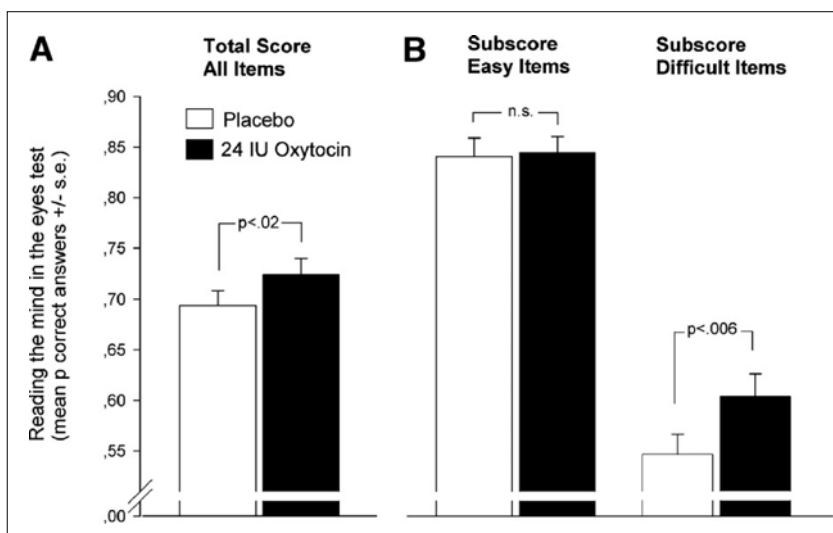 A
Total Score
All Items
B
Subscore
Easy Items
Subscore
Difficult Items
Placebo
24 IU Oxytocin
n.s.
p<.02
p<.006
Reading the mind in the eyes test
(mean p correct answers +/- s.e.)
,90
,85
,80
,75
,70
,65
,60
,55
,00